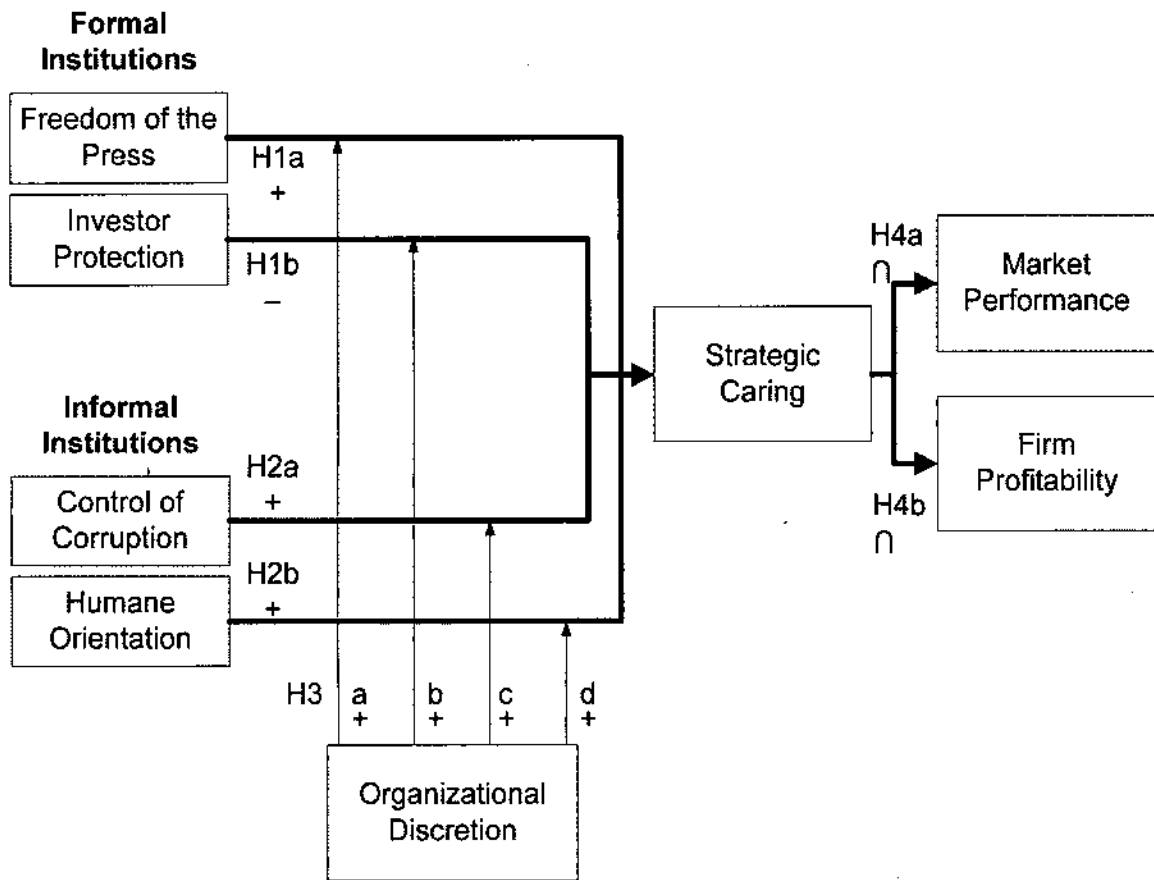 Formal
Institutions
Freedom of the
Press
H1a
+
Investor
Protection
H1b
–
Informal
Institutions
Control of
Corruption
H2a
+
Humane
Orientation
H2b
+
H3 a b c d
+ + + +
Organizational
Discretion
Strategic
Caring
H4a
∩
Market
Performance
Firm
Profitability
H4b
∩